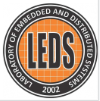 LABORATORY OF EMBEDDED AND DISTRIBUTED SYSTEMS
LEDS
2002